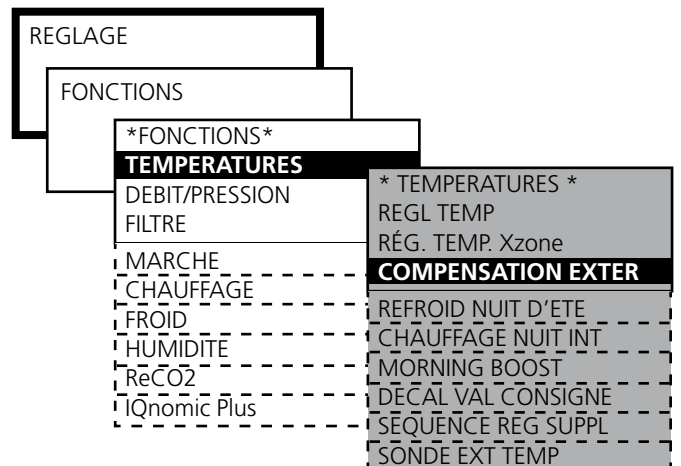 REGLAGE
FONCTIONS
*FONCTIONS*
TEMPERATURES
DEBIT/PRESSION
FILTRE
MARCHE
CHAUFFAGE
FROID
HUMIDITE
ReCO2
IQnomic Plus
* TEMPERATURES *
REGL TEMP
RÉG. TEMP. Xzone
COMPENSATION EXTER
REFROID NUIT D'ETE
CHAUFFAGE NUIT INT
MORNING BOOST
DECAL VAL CONSIGNE
SEQUENCE REG SUPPL
SONDE EXT TEMP